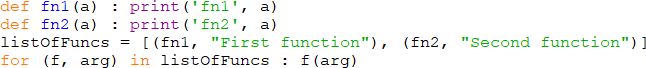 def fn1(a) : print('fn1', a)
def fn2(a) : print('fn2', a)
listOfFuncs = [(fn1, "First function"), (fn2, "Second function")]
for (f, arg) in listOfFuncs : f(arg)